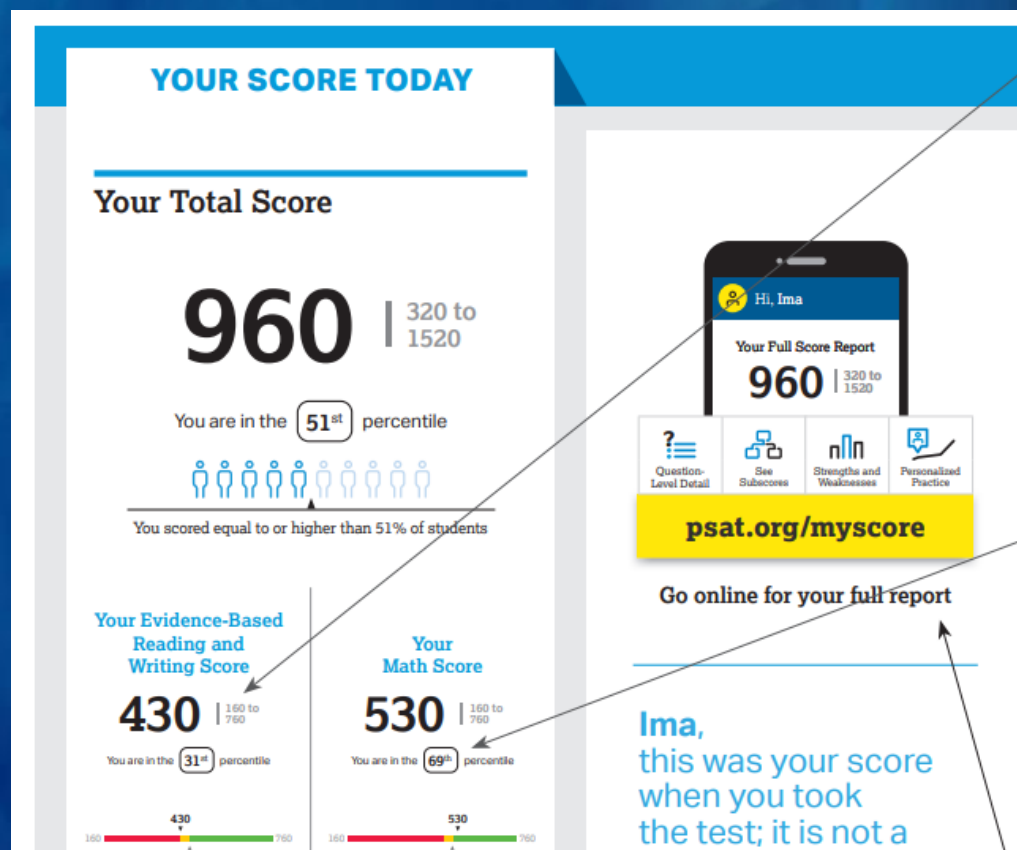 YOUR SCORE TODAY
Your Total Score
960
320 to
1520
You are in the 51st percentile
You scored equal to or higher than 51% of students
Your Evidence-Based
Reading and
Writing Score
430
160 to
760
You are in the 31st percentile
430
160 760
Your
Math Score
530
160 to
760
You are in the 69th percentile
530
160 760
Hi, Ima
Your Full Score Report
960
320 to
1520
?
Question-
Level Detail
See
Subscores
Strengths and
Weaknesses
Personalized
Practice
psat.org/myscore
Go online for your full report
Ima,
this was your score
when you took
the test; it is not a